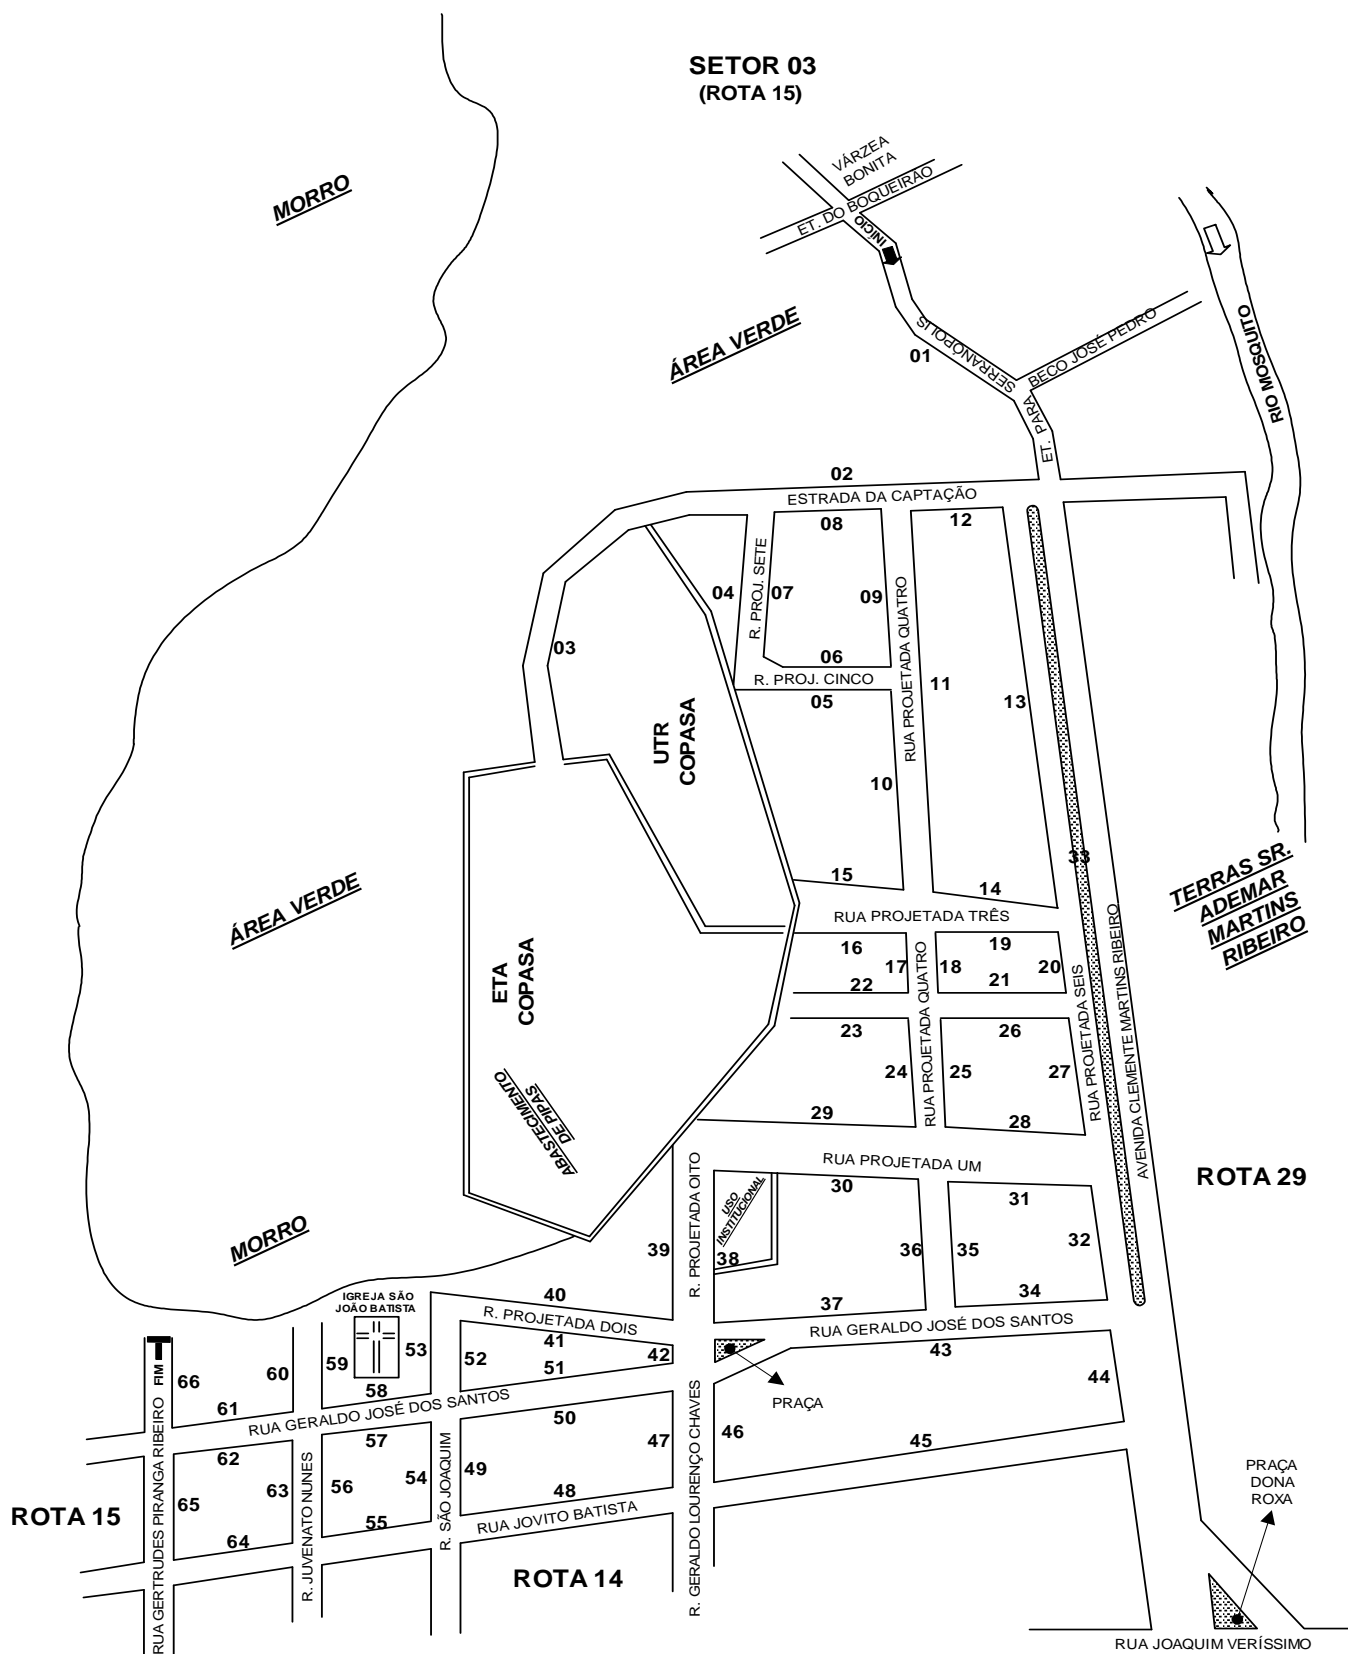 SETOR 03
(ROTA 15)
VÁRZEA
BONITA
ET. DO BOQUEIRÃO
INÍCIO
MORRO
ÁREA VERDE
01
SERRANÓPOLIS
BECO JOSÉ PEDRO
RIO MOSQUITO
ET. PARA
02
ESTRADA DA CAPTAÇÃO
08
12
04
R. PROJ. SETE
07
09
RUA PROJETADA QUATRO
03
06
R. PROJ. CINCO
05
11
13
UTR
COPASA
10
33
15
14
TERRAS SR.
ADEMAR
MARTINS
RIBEIRO
ÁREA VERDE
RUA PROJETADA TRÊS
16
19
17
18
20
22
21
ETA
COPASA
RUA PROJETADA QUATRO
RUA PROJETADA SEIS
AVENIDA CLEMENTE MARTINS RIBEIRO
23
26
24
25
27
ABASTECIMENTO
DE PIPAS
29
28
RUA PROJETADA UM
ROTA 29
30
31
USO
INSTITUCIONAL
R. PROJETADA OITO
MORRO
39
38
36
35
32
IGREJA SÃO
JOÃO BATISTA
40
37
34
R. PROJETADA DOIS
RUA GERALDO JOSÉ DOS SANTOS
41
42
43
FIM
66
60
59
53
52
51
58
44
61
RUA GERALDO JOSÉ DOS SANTOS
50
PRAÇA
57
62
47
46
45
R. GERALDO LOURENÇO CHAVES
RUA GERTRUDES PIRANGA RIBEIRO
65
63
R. JUVENATO NUNES
56
54
R. SÃO JOAQUIM
49
48
PRAÇA
DONA
ROXA
ROTA 15
55
RUA JOVITO BATISTA
64
ROTA 14
RUA JOAQUIM VERÍSSIMO